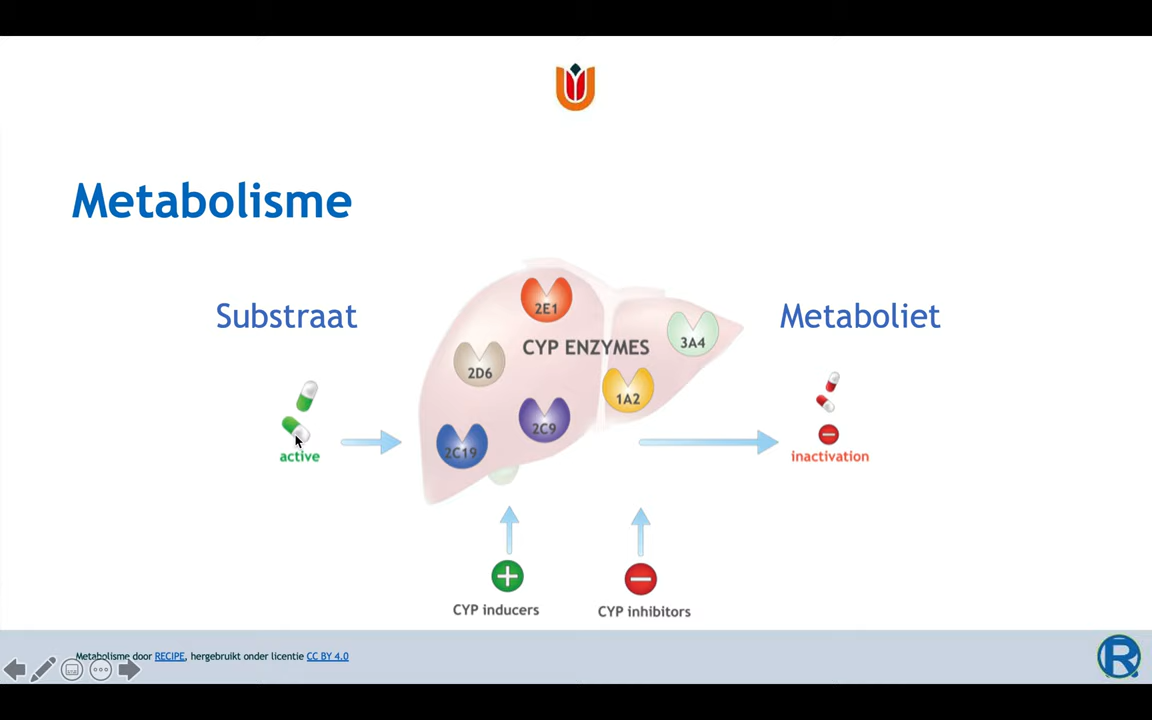 Metabolisme
Substraat
Metaboliet
2E1
3A4
CYP ENZYMES
2D6
1A2
2C9
2C19
active
inactivation
CYP inducers
CYP inhibitors
Metabolisme door RECIPE, hergebruikt onder licentie CC BY 4.0
R